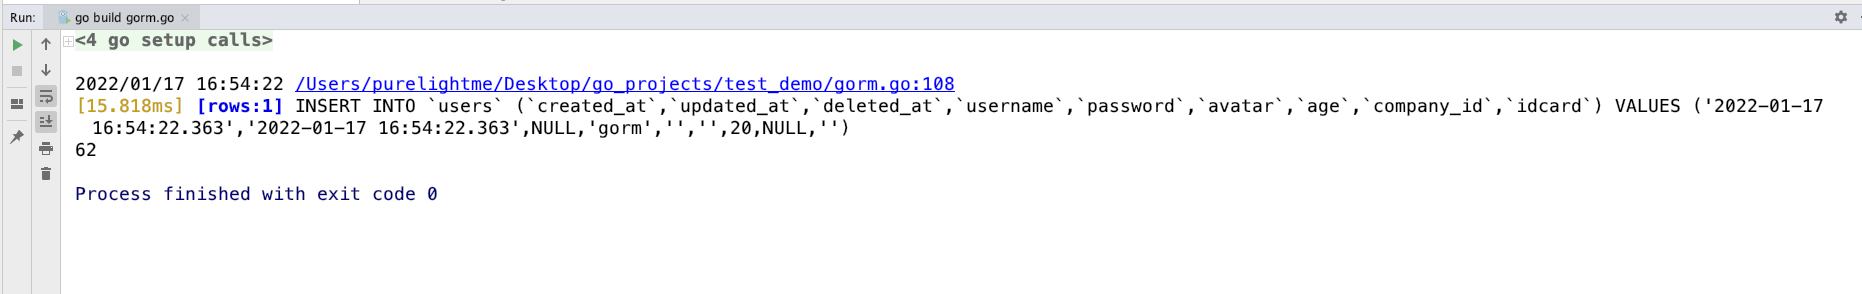 Run: go build gorm.go
<4 go setup calls>
2022/01/17 16:54:22 /Users/purelightme/Desktop/go_projects/test_demo/gorm.go:108
[15.818ms] [rows:1] INSERT INTO `users` (`created_at`,`updated_at`,`deleted_at`,`username`,`password`,`avatar`,`age`,`company_id`,`idcard`) VALUES ('2022-01-17
16:54:22.363','2022-01-17 16:54:22.363',NULL,'gorm','','',20,NULL,'')
62
Process finished with exit code 0